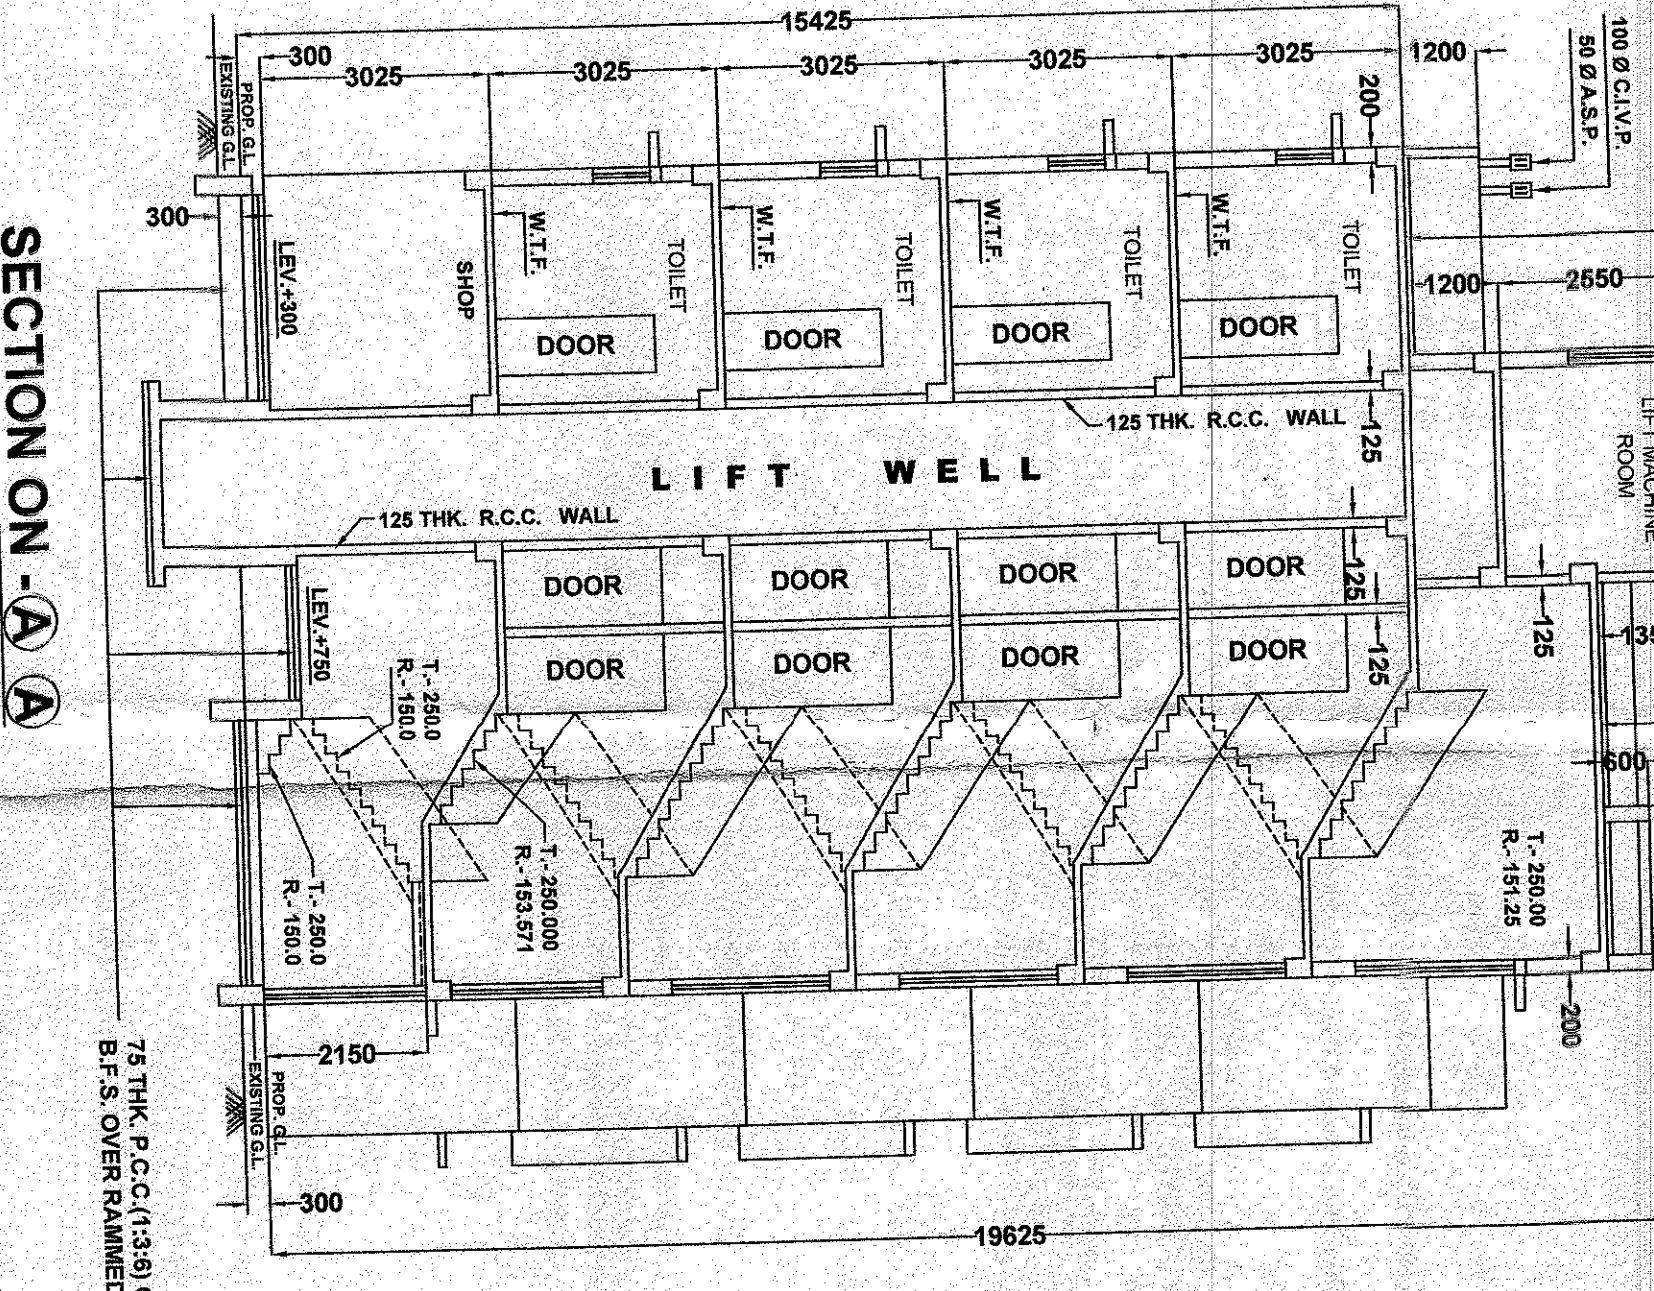 15425
300
3025
3025
3025
3025
3025
1200
100 Ø C.I.V.P.
50 Ø A.S.P.
200
PROP. G.L.
EXISTING G.L.
300
LEV.+300
SHOP
W.T.F.
TOILET
W.T.F.
TOILET
W.T.F.
TOILET
W.T.F.
TOILET
DOOR
DOOR
DOOR
DOOR
1200
2550
LIFT MACHINE
ROOM
125 THK. R.C.C. WALL
125
LIFT WELL
125 THK. R.C.C. WALL
DOOR
DOOR
DOOR
DOOR
125
DOOR
DOOR
DOOR
DOOR
125
125
LEV.+750
T.- 250.0
R.- 150.0
600
T.- 250.0
R.- 150.0
T.- 250.000
R.- 153.571
T.- 250.00
R.- 151.25
200
2150
PROP. G.L.
EXISTING G.L.
300
19625
75 THK. P.C.C.(1:3:6)
B.F.S. OVER RAMMED
SECTION ON - A A